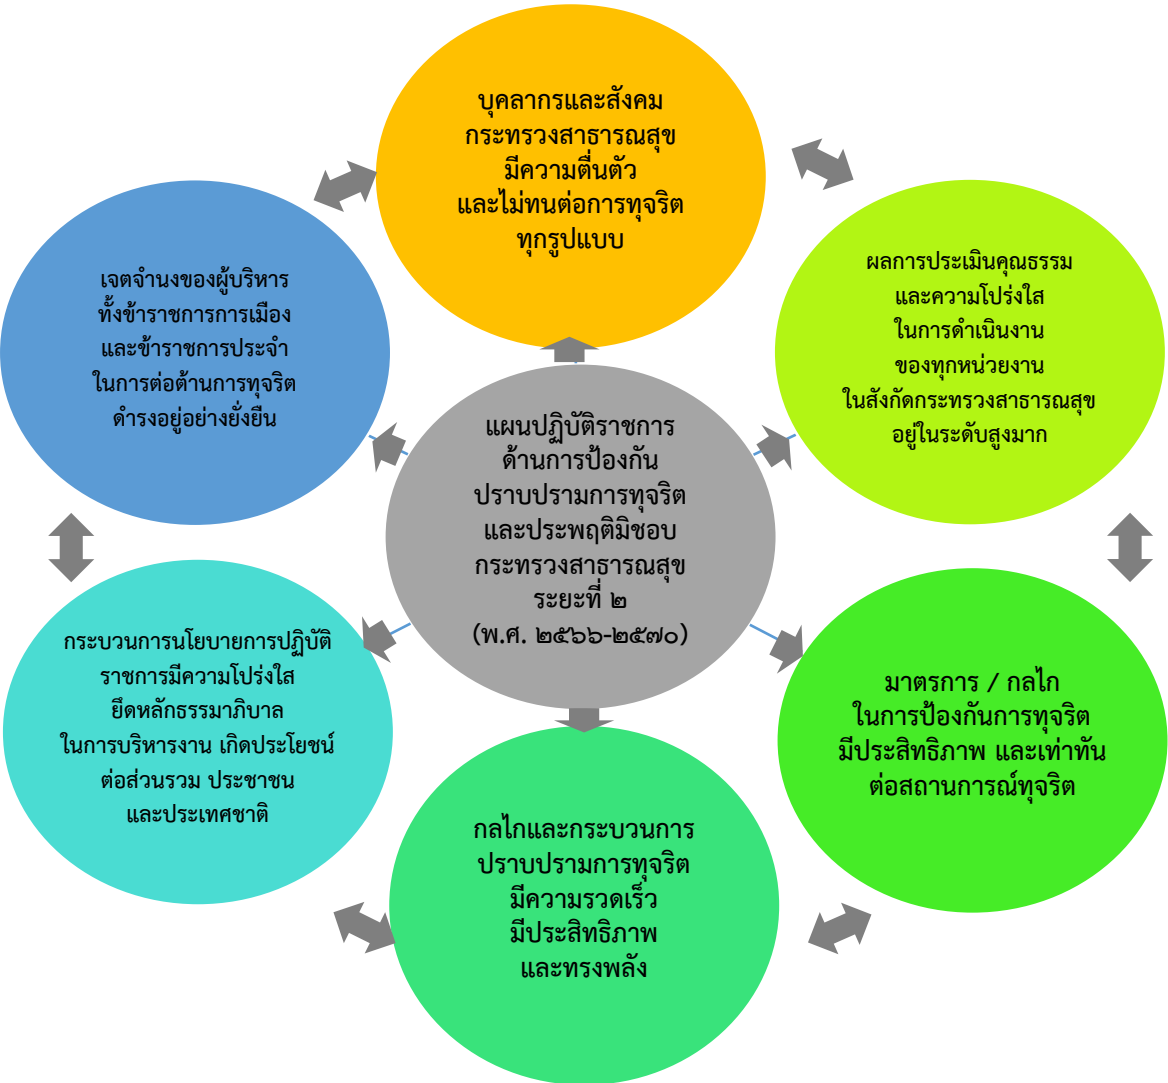 บุคลากรและสังคม
กระทรวงสาธารณสุข
มีความตื่นตัว
และไม่ทนต่อการทุจริต
ทุกรูปแบบ
เจตจำนงของผู้บริหาร
ทั้งข้าราชการการเมือง
และข้าราชการประจำ
ในการต่อต้านการทุจริต
ดำรงอยู่อย่างยั่งยืน
ผลการประเมินคุณธรรม
และความโปร่งใส
ในการดำเนินงาน
ของทุกหน่วยงาน
ในสังกัดกระทรวงสาธารณสุข
อยู่ในระดับสูงมาก
แผนปฏิบัติราชการ
ด้านการป้องกัน
ปราบปรามการทุจริต
และประพฤติมิชอบ
กระทรวงสาธารณสุข
ระยะที่ ๒
(พ.ศ. ๒๕๖๖-๒๕๗๐)
กระบวนการนโยบายการปฏิบัติ
ราชการมีความโปร่งใส
ยึดหลักธรรมาภิบาล
ในการบริหารงาน เกิดประโยชน์
ต่อส่วนรวม ประชาชน
และประเทศชาติ
มาตรการ / กลไก
ในการป้องกันการทุจริต
มีประสิทธิภาพ และเท่าทัน
ต่อสถานการณ์ทุจริต
กลไกและกระบวนการ
ปราบปรามการทุจริต
มีความรวดเร็ว
มีประสิทธิภาพ
และทรงพลัง